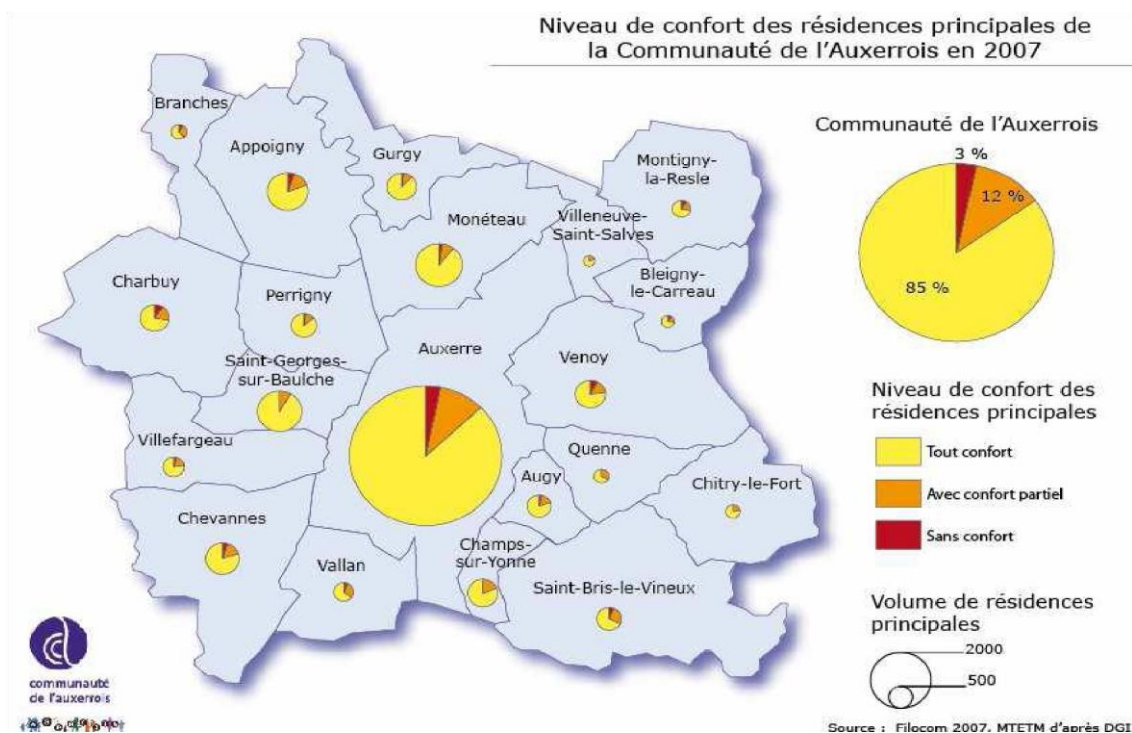 Niveau de confort des résidences principales de
la Communauté de l'Auxerrois en 2007
Communauté de l'Auxerrois
3 %
12 %
85 %
Branches
Appoigny
Gurgy
Montigny-
la-Resle
Monéteau
Villeneuve-
Saint-Salves
Bleigny-
le-Carreau
Charbuy
Perrigny
Auxerre
Saint-Georges-
sur-Baulche
Venoy
Villefargeau
Quenne
Augy
Chitry-le-Fort
Chevannes
Champs-
sur-Yonne
Vallan
Saint-Bris-le-Vineux
Niveau de confort des
résidences principales
Tout confort
Avec confort partiel
Sans confort
Volume de résidences
principales
2000
500
communauté
de l'auxerrois
Source : Filocom 2007, MTETM d'après DGI